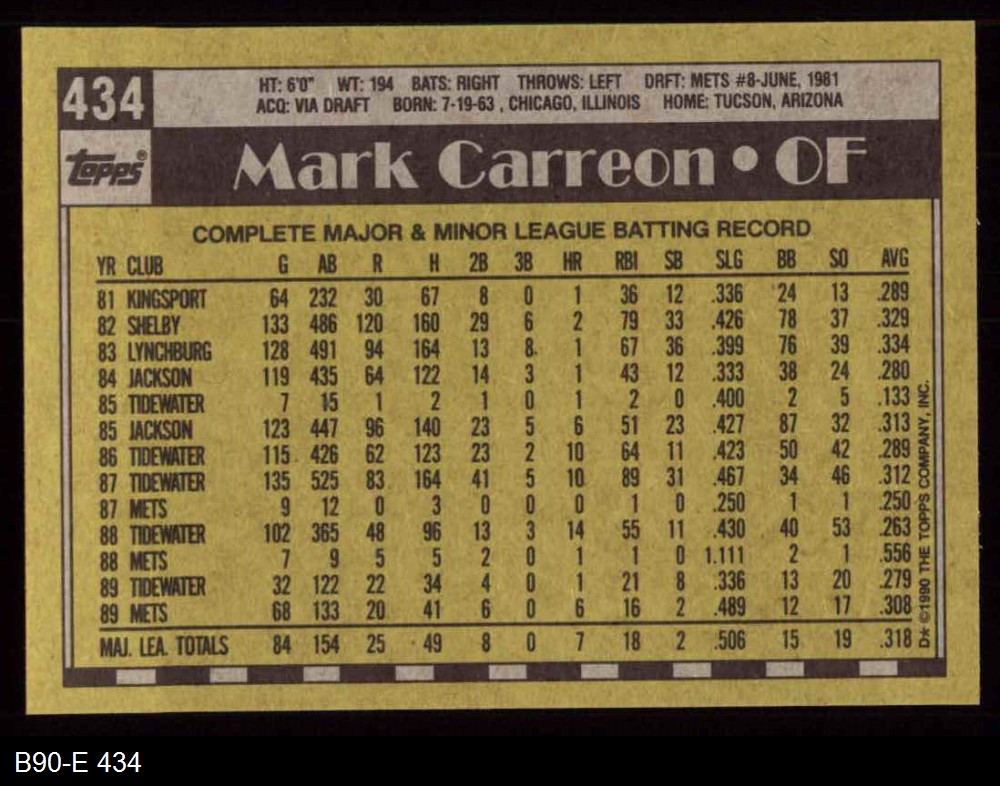 434
HT: 6'0" WT: 194 BATS: RIGHT THROWS: LEFT DRFT: METS #8-JUNE, 1981
ACQ: VIA DRAFT BORN: 7-19-63 , CHICAGO, ILLINOIS HOME: TUCSON, ARIZONA
topps®
Mark Carreon • OF
COMPLETE MAJOR & MINOR LEAGUE BATTING RECORD
YR CLUB G AB R H 2B 3B HR RBI SB SLG BB SO AVG
81 KINGSPORT 64 232 30 67 8 0 1 36 12 .336 24 13 .289
82 SHELBY 133 486 120 160 29 6 2 79 33 .426 78 37 .329
83 LYNCHBURG 128 491 94 164 13 8 1 67 36 .399 76 39 .334
84 JACKSON 119 435 64 122 14 3 1 43 12 .333 38 24 .280
85 TIDEWATER 7 15 1 2 1 0 1 2 0 .400 2 5 .133
85 JACKSON 123 447 96 140 23 5 6 51 23 .427 87 32 .313
86 TIDEWATER 115 426 62 123 23 2 10 64 11 .423 50 42 .289
87 TIDEWATER 135 525 83 164 41 5 10 89 31 .467 34 46 .312
87 METS 9 12 0 3 0 0 0 1 0 .250 1 1 .250
88 TIDEWATER 102 365 48 96 13 3 14 55 11 .430 40 53 .263
88 METS 7 9 5 5 2 0 1 1 0 1.111 2 1 .556
89 TIDEWATER 32 122 22 34 4 0 1 21 8 .336 13 20 .279
89 METS 68 133 20 41 6 0 6 16 2 .489 12 17 .308
MAJ. LEA. TOTALS 84 154 25 49 8 0 7 18 2 .506 15 19 .318
D* ©1990 THE TOPPS COMPANY, INC.
B90-E 434